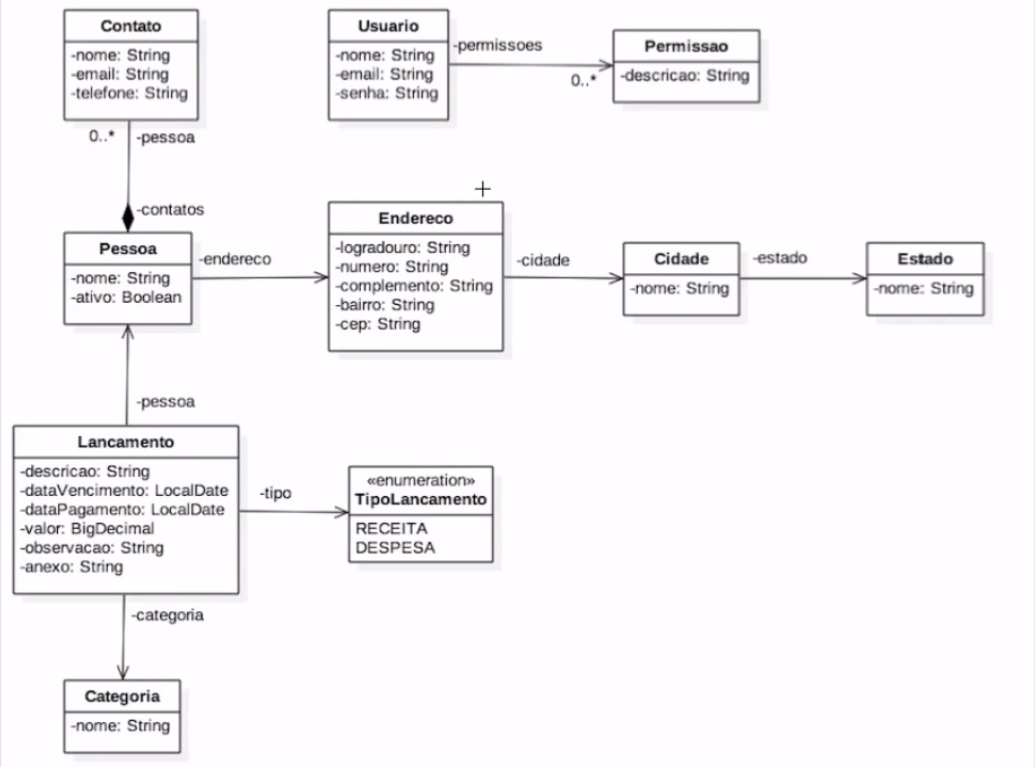 Contato
-nome: String
-email: String
-telefone: String
0..*
-pessoa
-contatos
Usuario
-nome: String
-email: String
-senha: String
-permissoes
0..*
Permissao
-descricao: String
Pessoa
-nome: String
-ativo: Boolean
-endereco
Endereco
-logradouro: String
-numero: String
-complemento: String
-bairro: String
-cep: String
-cidade
Cidade
-nome: String
-estado
Estado
-nome: String
-pessoa
Lancamento
-descricao: String
-dataVencimento: LocalDate
-dataPagamento: LocalDate
-valor: BigDecimal
-observacao: String
-anexo: String
-tipo
«enumeration»
TipoLancamento
RECEITA
DESPESA
-categoria
Categoria
-nome: String